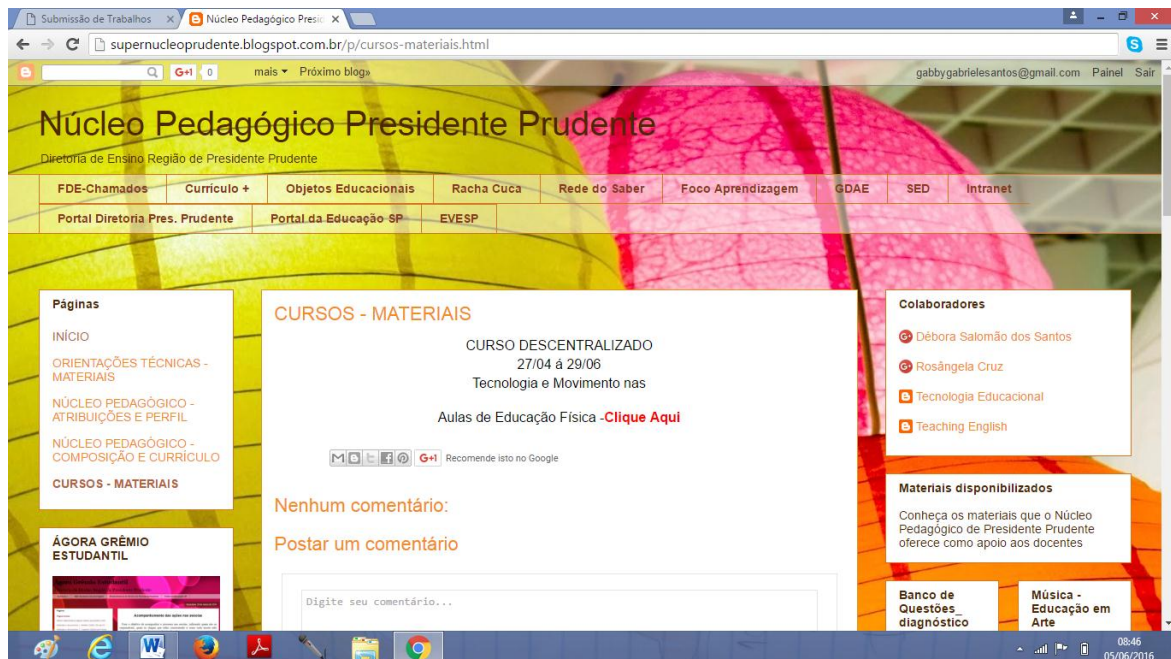 Submissão de Trabalhos
Núcleo Pedagógico Presi
supernucleoprudente.blogspot.com.br/p/cursos-materiais.html
G+1 0 mais Próximo blog» gabbygabrielesantos@gmail.com Painel Sair
Núcleo Pedagógico Presidente Prudente
Diretoria de Ensino Região de Presidente Prudente
FDE-Chamados Currículo + Objetos Educacionais Racha Cuca Rede do Saber Foco Aprendizagem GDAE SED Intranet
Portal Diretoria Pres. Prudente Portal da Educação SP EVESP
Páginas
INÍCIO
ORIENTAÇÕES TÉCNICAS -
MATERIAIS
NÚCLEO PEDAGÓGICO -
ATRIBUIÇÕES E PERFIL
NÚCLEO PEDAGÓGICO -
COMPOSIÇÃO E CURRÍCULO
CURSOS - MATERIAIS
ÁGORA GRÊMIO
ESTUDANTIL
CURSOS - MATERIAIS
CURSO DESCENTRALIZADO
27/04 á 29/06
Tecnologia e Movimento nas
Aulas de Educação Física -Clique Aqui
G+1 Recomende isto no Google
Nenhum comentário:
Postar um comentário
Digite seu comentário...
Colaboradores
Débora Salomão dos Santos
Rosângela Cruz
Tecnologia Educacional
Teaching English
Materiais disponibilizados
Conheça os materiais que o Núcleo
Pedagógico de Presidente Prudente
oferece como apoio aos docentes
Banco de
Questões_
diagnóstico
Música -
Educação em
Arte
08:46
05/06/2016